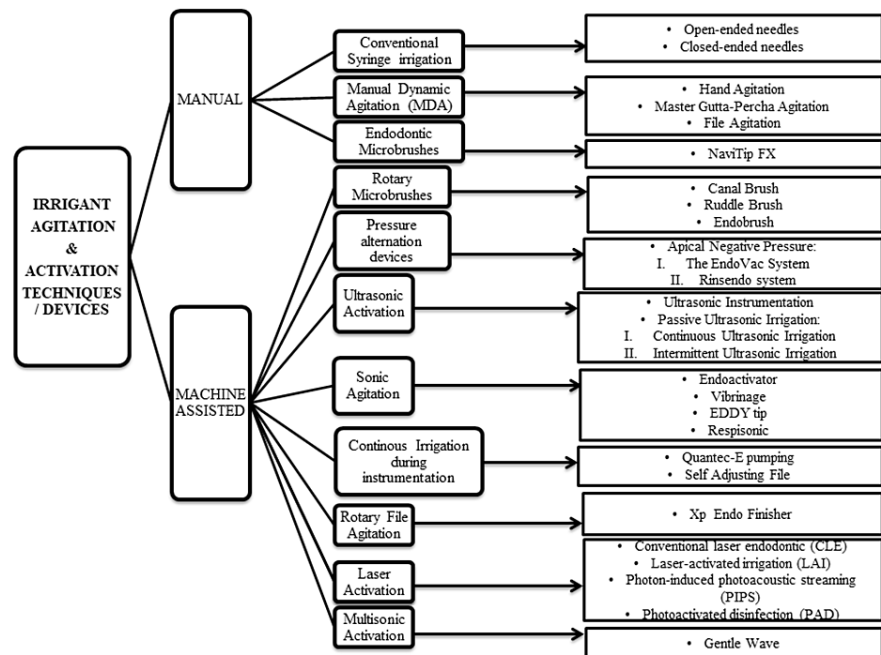 IRRIGANT
AGITATION
&
ACTIVATION
TECHNIQUES
/ DEVICES
MANUAL
Conventional
Syringe irrigation
• Open-ended needles
• Closed-ended needles
Manual Dynamic
Agitation (MDA)
• Hand Agitation
• Master Gutta-Percha Agitation
• File Agitation
Endodontic
Microbrushes
• NaviTip FX
MACHINE
ASSISTED
Rotary
Microbrushes
• Canal Brush
• Ruddle Brush
• Endobrush
Pressure
alternation
devices
• Apical Negative Pressure:
I. The EndoVac System
II. Rinsendo system
Ultrasonic
Activation
• Ultrasonic Instrumentation
• Passive Ultrasonic Irrigation:
I. Continuous Ultrasonic Irrigation
II. Intermittent Ultrasonic Irrigation
Sonic
Agitation
• Endoactivator
• Vibrinage
• EDDY tip
• Respisonic
Continous Irrigation
during
instrumentation
• Quantec-E pumping
• Self Adjusting File
Rotary File
Agitation
• Xp Endo Finisher
Laser
Activation
• Conventional laser endodontic (CLE)
• Laser-activated irrigation (LAI)
• Photon-induced photoacoustic streaming
(PIPS)
• Photoactivated disinfection (PAD)
Multisonic
Activation
• Gentle Wave